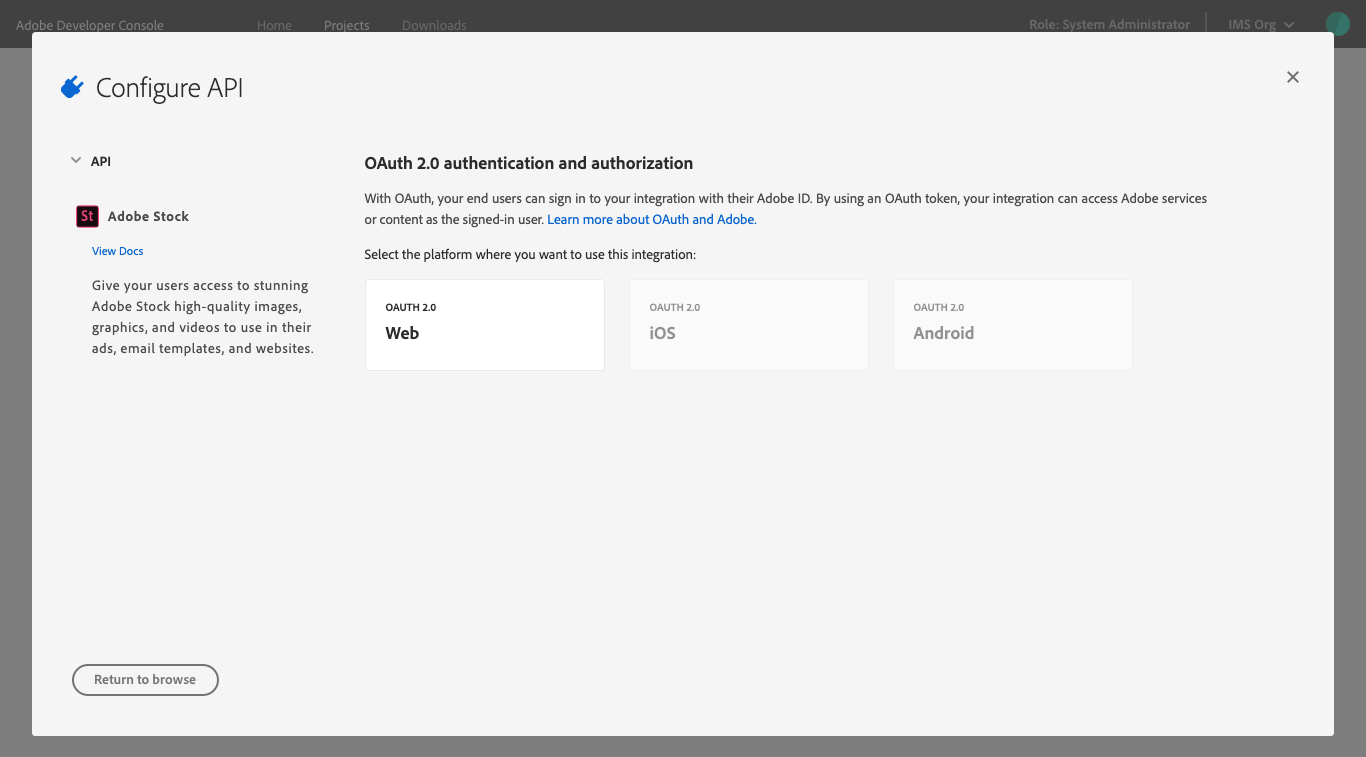 Adobe Developer Console
Home
Projects
Downloads
Role: System Administrator
IMS Org
Configure API
API
St
Adobe Stock
View Docs
Give your users access to stunning
Adobe Stock high-quality images,
graphics, and videos to use in their
ads, email templates, and websites.
OAuth 2.0 authentication and authorization
With OAuth, your end users can sign in to your integration with their Adobe ID. By using an OAuth token, your integration can access Adobe services
or content as the signed-in user. Learn more about OAuth and Adobe.
Select the platform where you want to use this integration:
OAUTH 2.0
Web
OAUTH 2.0
iOS
OAUTH 2.0
Android
Return to browse